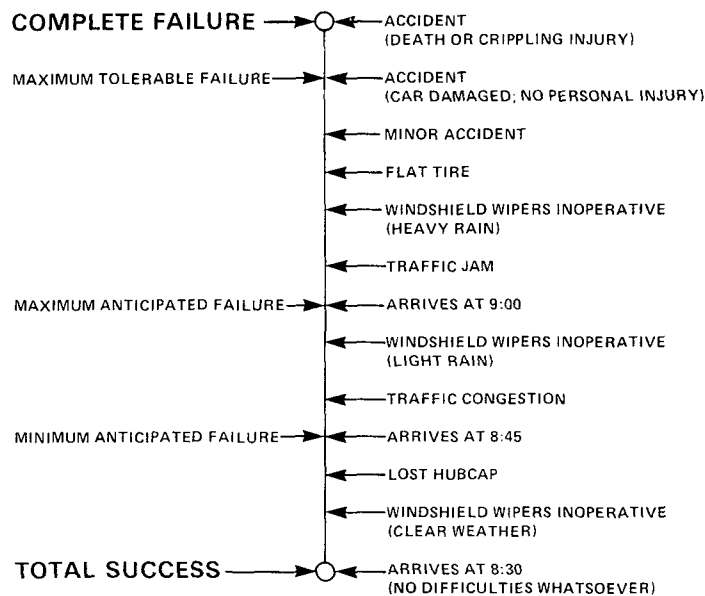 COMPLETE FAILURE
ACCIDENT
(DEATH OR CRIPPLING INJURY)
MAXIMUM TOLERABLE FAILURE
ACCIDENT
(CAR DAMAGED; NO PERSONAL INJURY)
MINOR ACCIDENT
FLAT TIRE
WINDSHIELD WIPERS INOPERATIVE
(HEAVY RAIN)
TRAFFIC JAM
MAXIMUM ANTICIPATED FAILURE
ARRIVES AT 9:00
WINDSHIELD WIPERS INOPERATIVE
(LIGHT RAIN)
TRAFFIC CONGESTION
MINIMUM ANTICIPATED FAILURE
ARRIVES AT 8:45
LOST HUBCAP
WINDSHIELD WIPERS INOPERATIVE
(CLEAR WEATHER)
TOTAL SUCCESS
ARRIVES AT 8:30
(NO DIFFICULTIES WHATSOEVER)